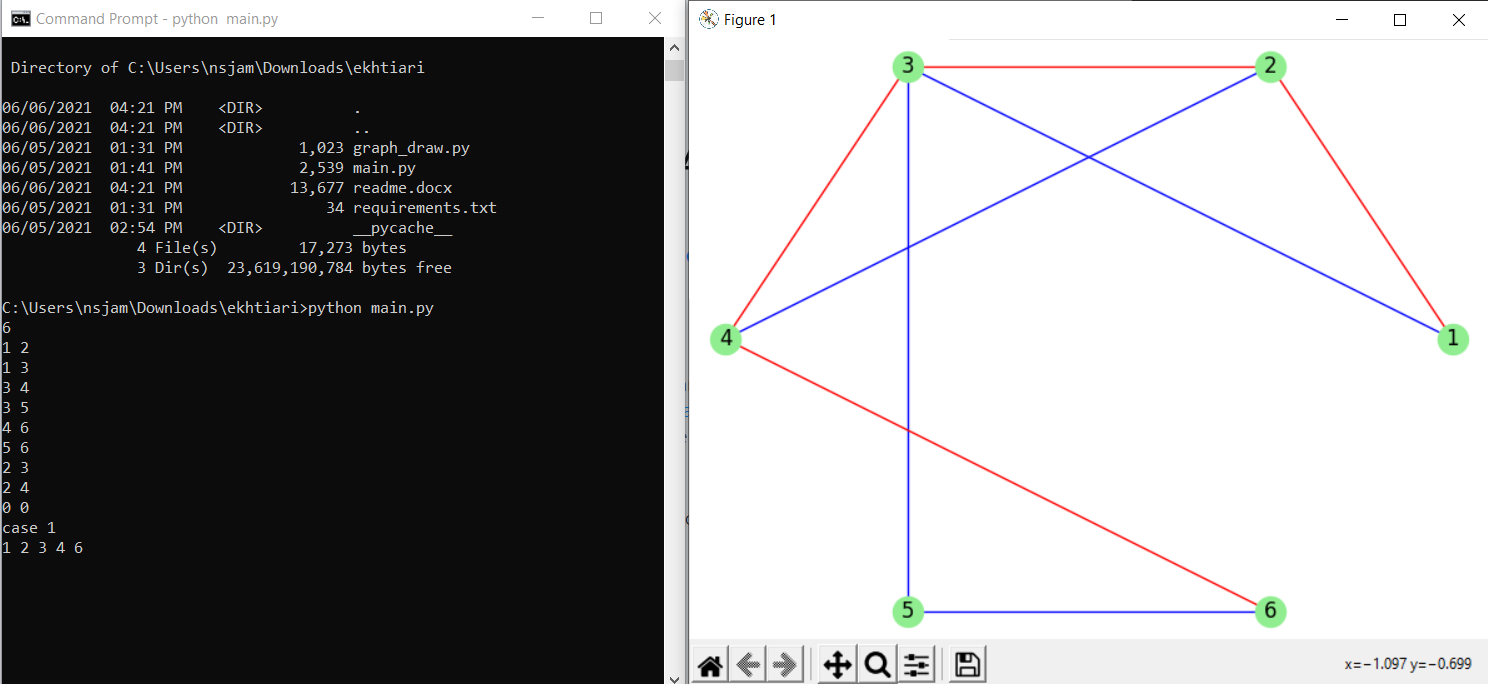 Command Prompt - python  main.py
Directory of C:\Users\nsjam\Downloads\ekhtiari
06/06/2021  04:21 PM    <DIR>          .
06/06/2021  04:21 PM    <DIR>          ..
06/05/2021  01:31 PM             1,023 graph_draw.py
06/05/2021  01:41 PM             2,539 main.py
06/06/2021  04:21 PM            13,677 readme.docx
06/05/2021  01:31 PM                34 requirements.txt
06/05/2021  02:54 PM    <DIR>          __pycache__
4 File(s)         17,273 bytes
3 Dir(s)  23,619,190,784 bytes free
C:\Users\nsjam\Downloads\ekhtiari>python main.py
6
1 2
1 3
3 4
3 5
4 6
5 6
2 3
2 4
0 0
case 1
1 2 3 4 6
Figure 1
3 2
4 1
5 6
x=−1.097 y=−0.699